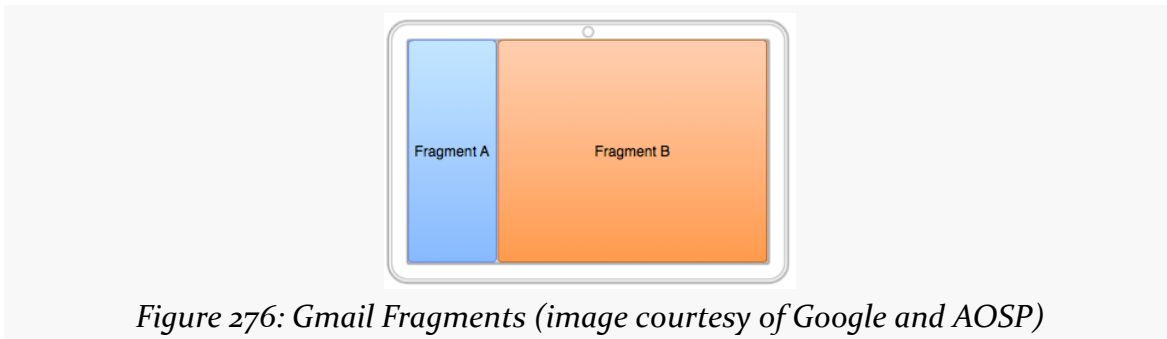 Fragment A
Fragment B
Figure 276: Gmail Fragments (image courtesy of Google and AOSP)